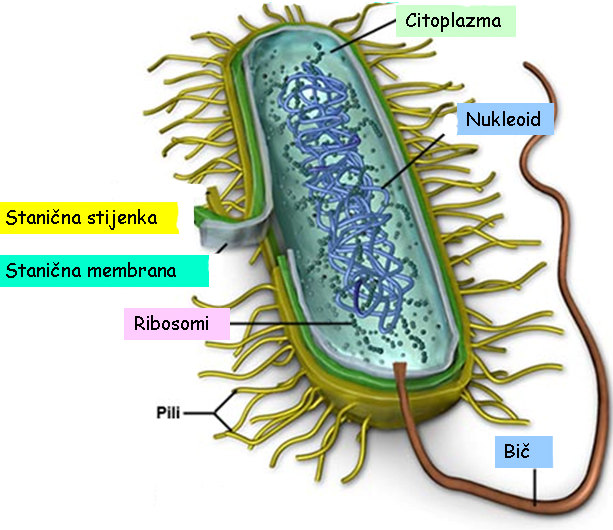 Citoplazma
Nukleoid
Stanična stijenka
Stanična membrana
Ribosomi
Pili
Bič